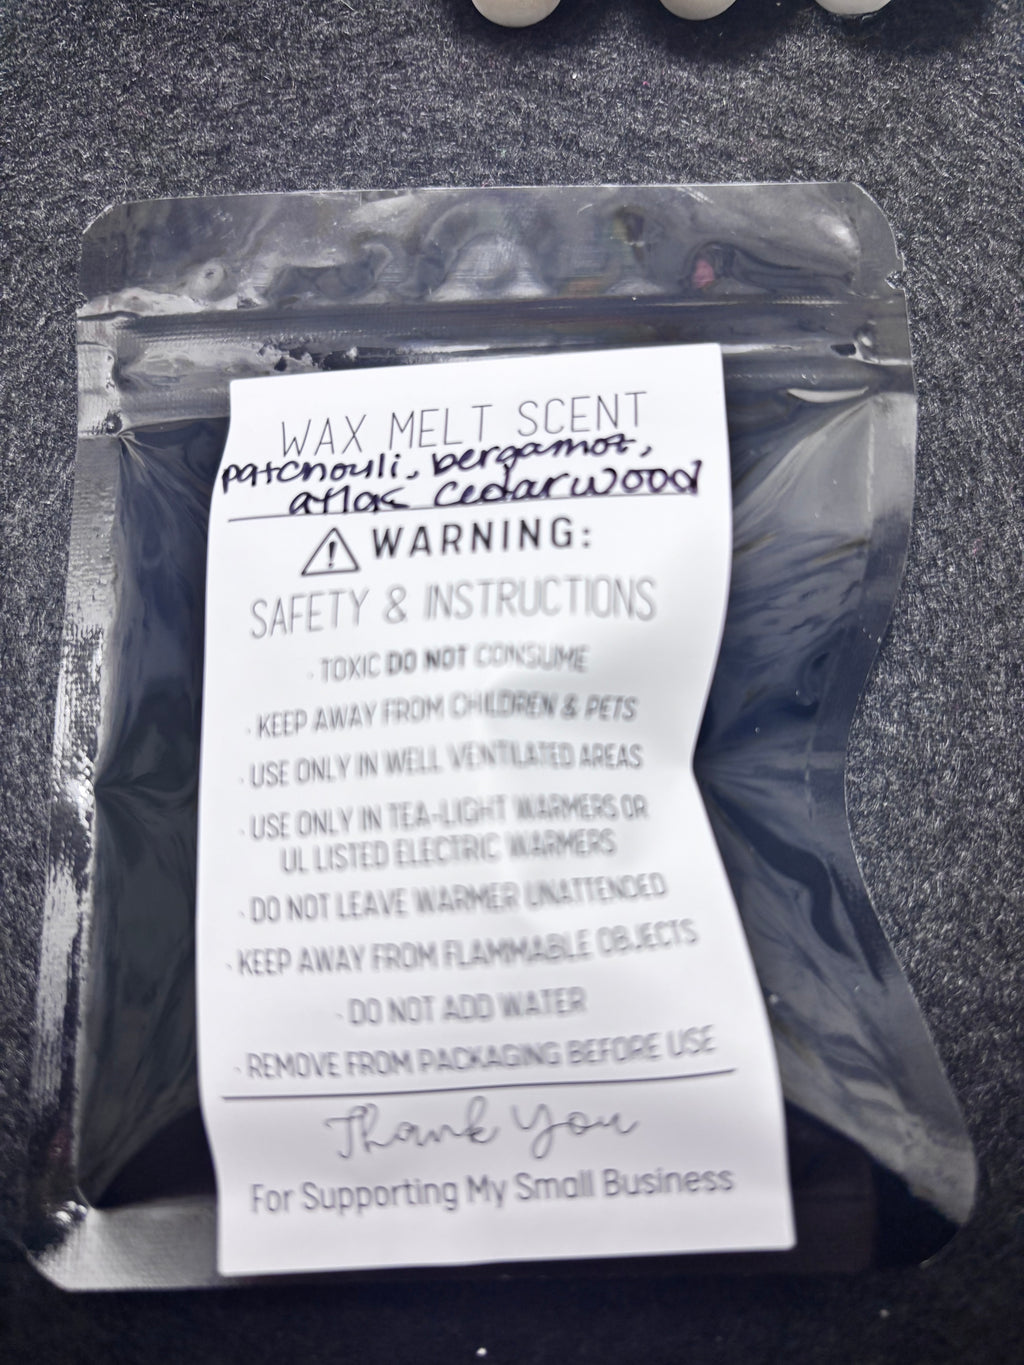 WAX MELT SCENT
patchouli, bergamot,
atlas cedarwood
WARNING:
SAFETY & INSTRUCTIONS
· TOXIC DO NOT CONSUME
· KEEP AWAY FROM CHILDREN & PETS
· USE ONLY IN WELL VENTILATED AREAS
· USE ONLY IN TEA-LIGHT WARMERS OR
UL LISTED ELECTRIC WARMERS
· DO NOT LEAVE WARMER UNATTENDED
· KEEP AWAY FROM FLAMMABLE OBJECTS
· DO NOT ADD WATER
· REMOVE FROM PACKAGING BEFORE USE
Thank You
For Supporting My Small Business